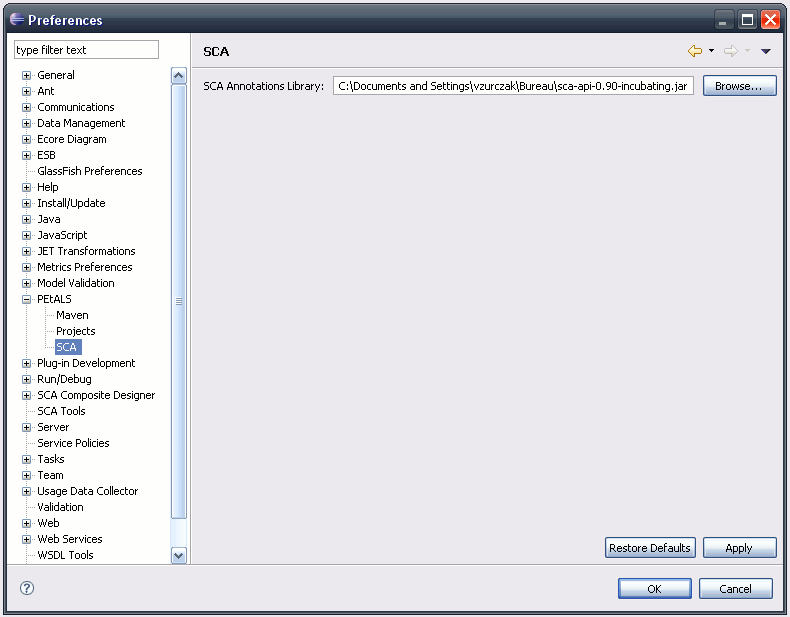 Preferences
type filter text
General
Ant
Communications
Data Management
Ecore Diagram
ESB
GlassFish Preferences
Help
Install/Update
Java
JavaScript
JET Transformations
Metrics Preferences
Model Validation
PEtALS
Maven
Projects
SCA
Plug-in Development
Run/Debug
SCA Composite Designer
SCA Tools
Server
Service Policies
Tasks
Team
Usage Data Collector
Validation
Web
Web Services
WSDL Tools
SCA
SCA Annotations Library: C:\Documents and Settings\vzurczak\Bureau\sca-api-0.90-incubating.jar Browse...
Restore Defaults Apply
? OK Cancel